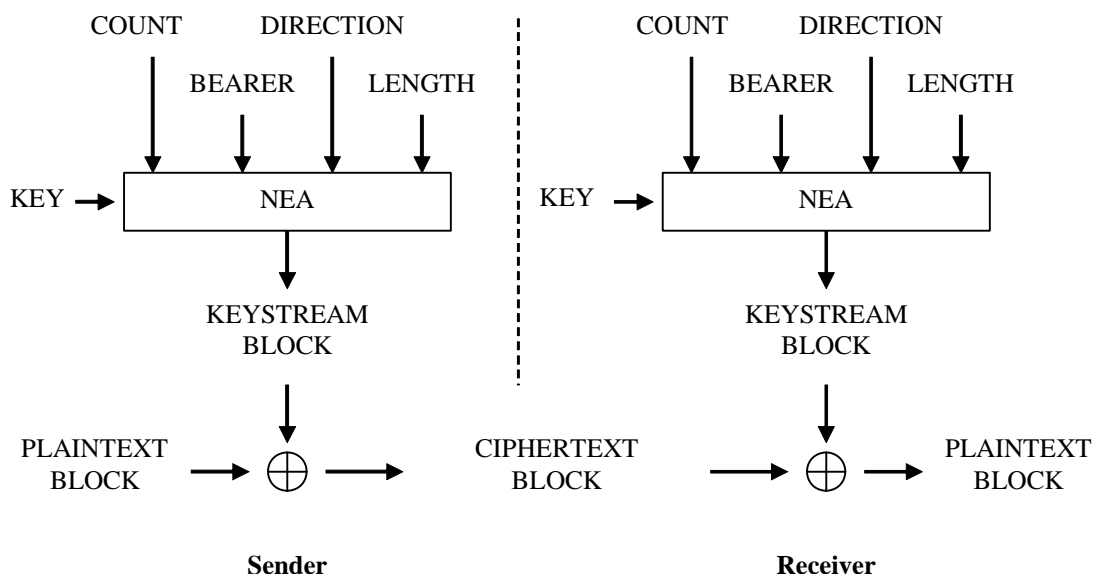 COUNT DIRECTION
BEARER LENGTH
KEY NEA
KEYSTREAM
BLOCK
PLAINTEXT
BLOCK
Sender
COUNT DIRECTION
BEARER LENGTH
KEY NEA
KEYSTREAM
BLOCK
CIPHERTEXT
BLOCK
PLAINTEXT
BLOCK
Receiver